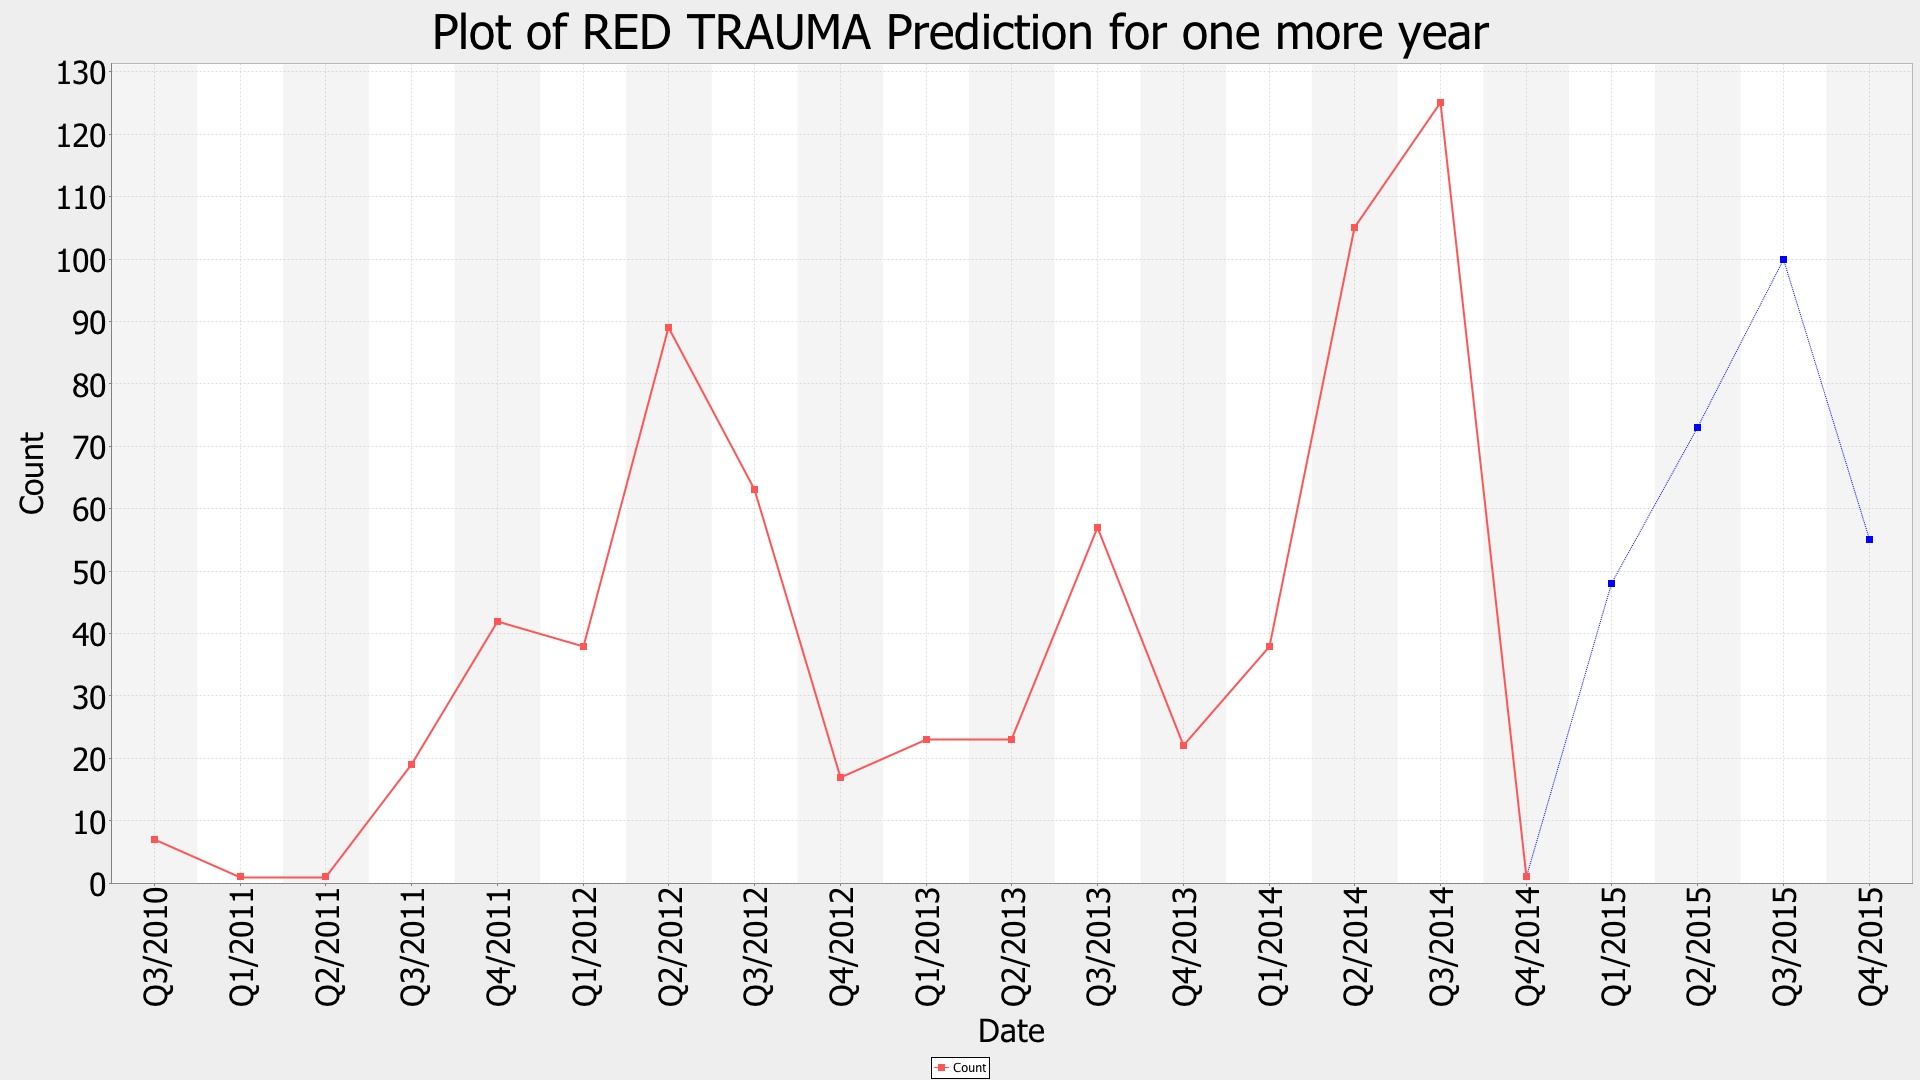 Plot of RED TRAUMA Prediction for one more year
130
120
110
100
90
80
70
60
50
40
30
20
10
0
Count
Q3/2010
Q1/2011
Q2/2011
Q3/2011
Q4/2011
Q1/2012
Q2/2012
Q3/2012
Q4/2012
Q1/2013
Q2/2013
Q3/2013
Q4/2013
Q1/2014
Q2/2014
Q3/2014
Q4/2014
Q1/2015
Q2/2015
Q3/2015
Q4/2015
Date
Count